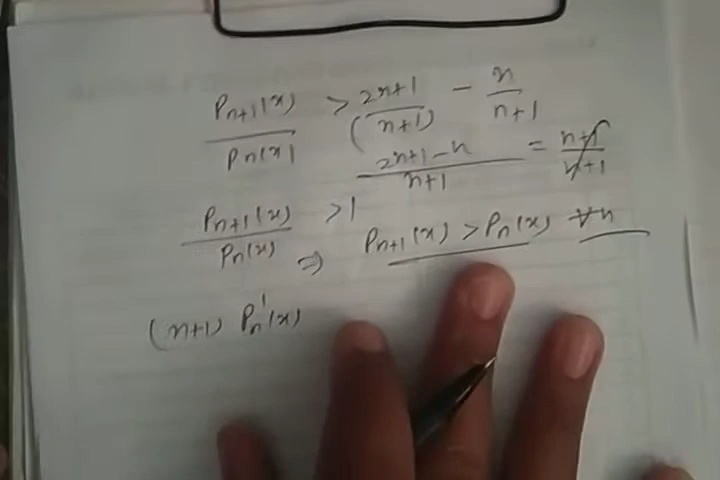 Pn+1(x) / Pn(x) > 2n+1 / (n+1) - n / n+1
2n+1-n / n+1 = n+1 / n+1
Pn+1(x) / Pn(x) > 1
⇒ Pn+1(x) > Pn(x) ∀n
(n+1) Pn'(x)